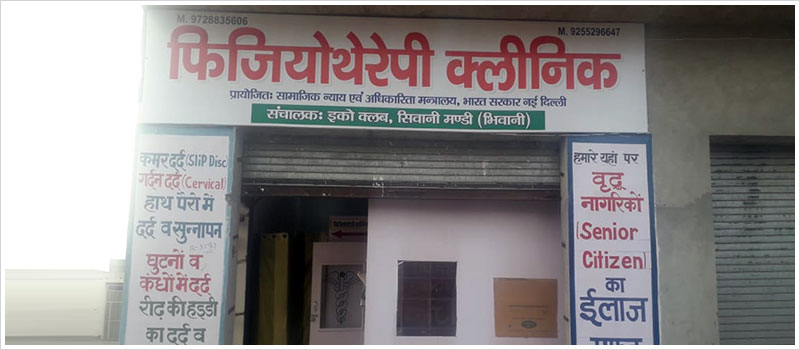 M. 9728835606
M. 9255296647
फिजियोथेरेपी क्लीनिक
प्रायोजितः सामाजिक न्याय एवं अधिकारिता मन्त्रालय, भारत सरकार नई दिल्ली
संचालकः इको क्लब, सिवानी मण्डी (भिवानी)
कमर दर्द (SliP Disc)
गर्दन दर्द (Cervical)
हाथ पैरो में
दर्द व सुन्नापन
घुटनों व
कंधों में दर्द
रीढ़ की हड्डी
का दर्द व
हमारे यहां पर
वृद्ध
नागरिकों
(Senior
Citizen)
का
ईलाज